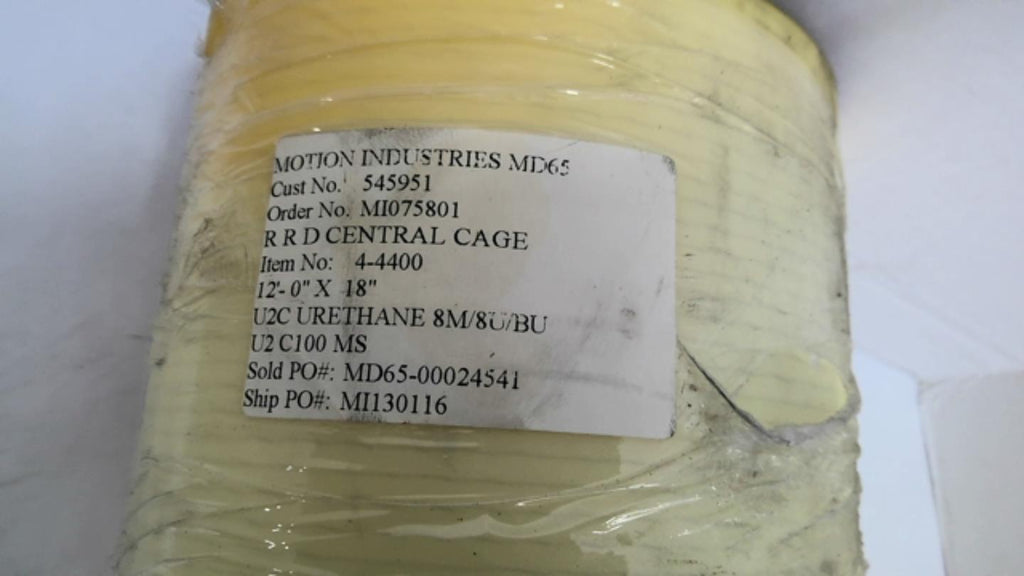 MOTION INDUSTRIES MD65
Cust No. 545951
Order No. MI075801
R R D CENTRAL CAGE
Item No: 4-4400
12'- 0" X 18"
U2C URETHANE 8M/8U/BU
U2 C100 MS
Sold PO#: MD65-00024541
Ship PO#: MI130116